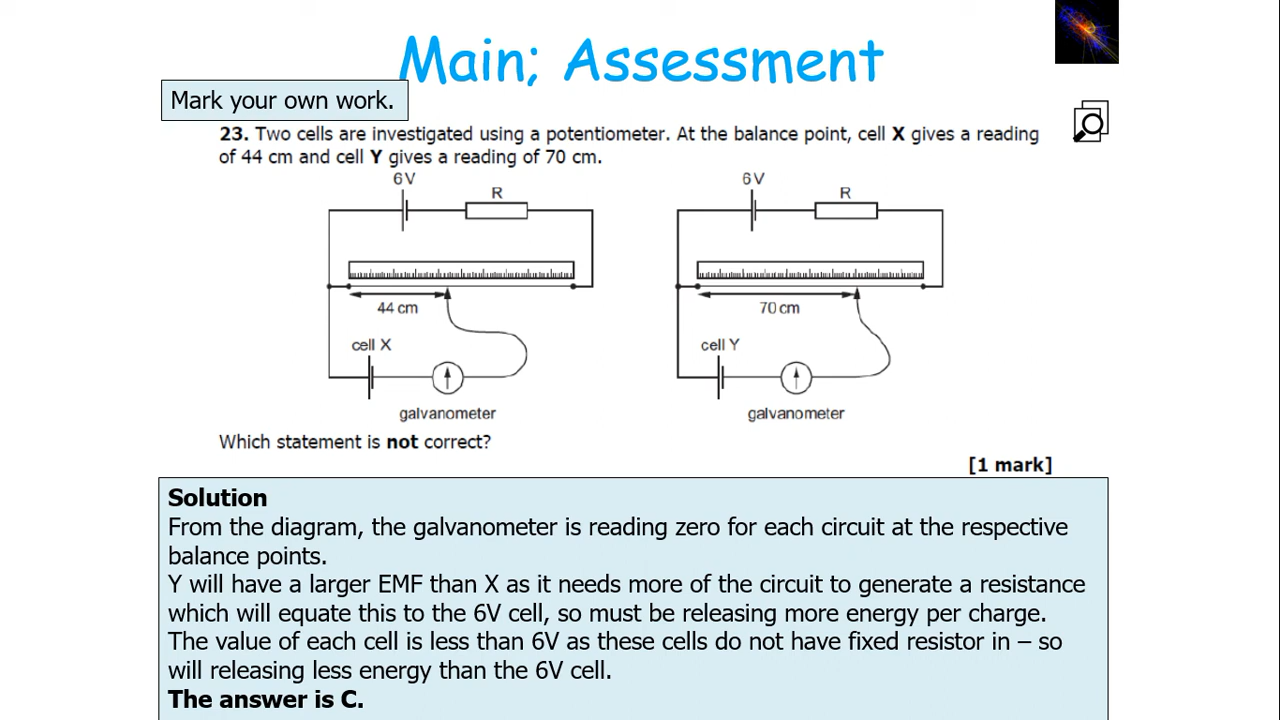 Main; Assessment
Mark your own work.
23. Two cells are investigated using a potentiometer. At the balance point, cell X gives a reading
of 44 cm and cell Y gives a reading of 70 cm.
6V
R
6V
R
44 cm
70 cm
cell X
cell Y
galvanometer
galvanometer
Which statement is not correct?
[1 mark]
Solution
From the diagram, the galvanometer is reading zero for each circuit at the respective
balance points.
Y will have a larger EMF than X as it needs more of the circuit to generate a resistance
which will equate this to the 6V cell, so must be releasing more energy per charge.
The value of each cell is less than 6V as these cells do not have fixed resistor in – so
will releasing less energy than the 6V cell.
The answer is C.